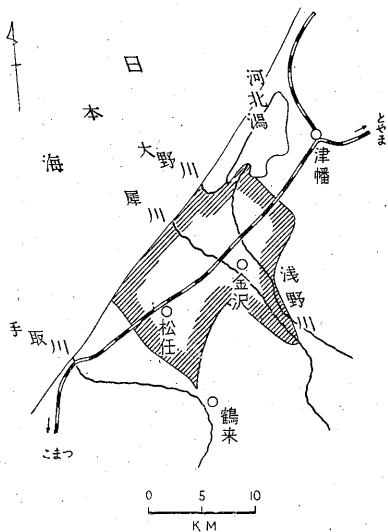 日本海
河北潟
大野川
犀川
津幡
とやま
金沢
浅野川
松任
手取川
鶴来
こまつ
0 5 10
KM